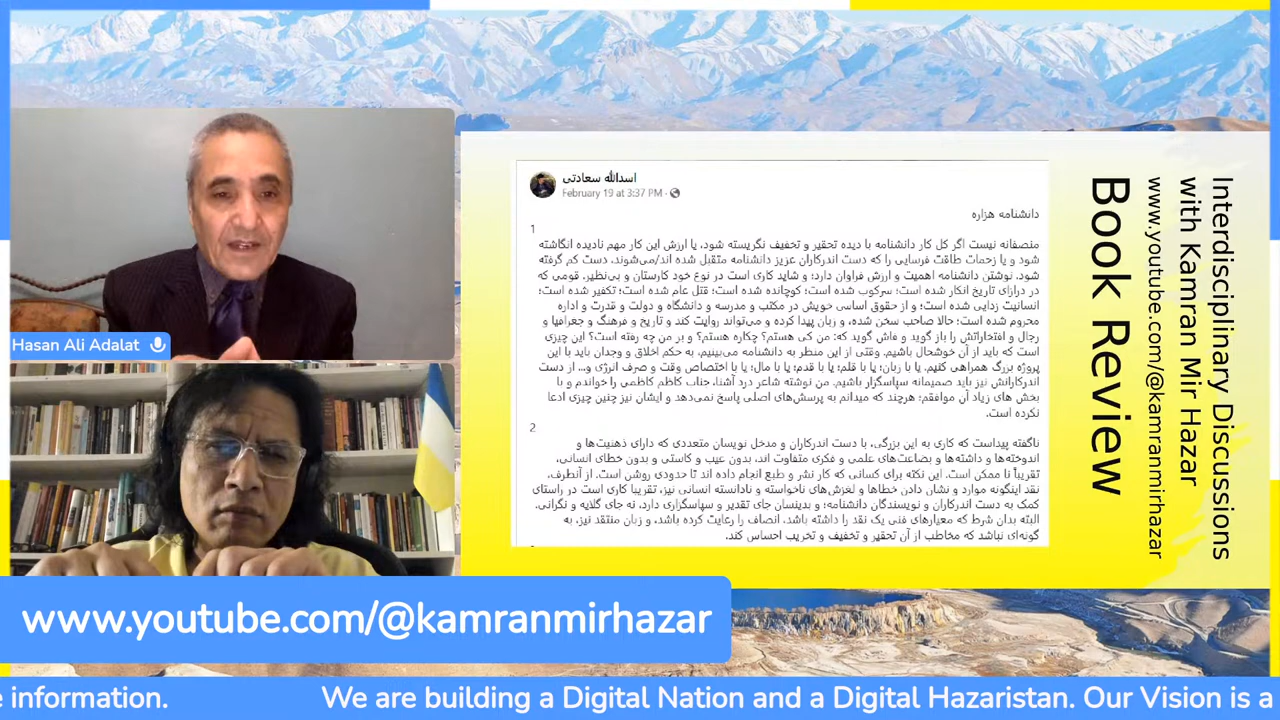 Hasan Ali Adalat
اسدالله سعادتی
February 19 at 3:37 PM
دانشنامه هزاره
1
منصفانه نیست اگر کل کار دانشنامه با دیده تحقیر و تخفیف نگریسته شود، یا ارزش این کار مهم نادیده انگاشته
شود و یا زحمات طاقت فرسایی را که دست اندرکاران عزیز دانشنامه متقبل شده اند/می‌شوند، دست کم گرفته
شود. نوشتن دانشنامه اهمیت و ارزش فراوان دارد؛ و شاید کاری است در نوع خود کارستان و بی‌نظیر. قومی که
در درازای تاریخ انکار شده است؛ سرکوب شده است؛ کوچانده شده است؛ قتل عام شده است؛ تکفیر شده است؛
انسانیت زدایی شده است؛ و از حقوق اساسی خویش در مکتب و مدرسه و دانشگاه و دولت و قدرت و اداره
محروم شده است؛ حالا صاحب سخن شده، و زبان پیدا کرده و می‌تواند روایت کند و تاریخ و فرهنگ و جغرافیا و
رجال و افتخاراتش را باز گوید و فاش گوید که: من کی هستم؟ چکاره هستم؟ و بر من چه رفته است؟ این چیزی
است که باید از آن خوشحال باشیم. وقتی از این منظر به دانشنامه می‌بینیم، به حکم اخلاق و وجدان باید با این
پروژه بزرگ همراهی کنیم. یا با زبان؛ یا با قلم؛ یا با قدم؛ یا با مال؛ یا با اختصاص وقت و صرف انرژی و... از دست
اندرکارانش نیز باید صمیمانه سپاسگزار باشیم. من نوشته شاعر درد آشنا، جناب کاظم کاظمی را خواندم و با
بخش های زیاد آن موافقم؛ هرچند که میدانم به پرسش‌های اصلی پاسخ نمی‌دهد و ایشان نیز چنین چیزی ادعا
نکرده است.
2
ناگفته پیداست که کاری به این بزرگی، با دست اندرکاران و مدخل نویسان متعددی که دارای ذهنیت‌ها و
اندوخته‌ها و داشته‌ها و بضاعت‌های علمی و فکری متفاوت اند، بدون عیب و کاستی و بدون خطای انسانی،
تقریباً نا ممکن است. این نکته برای کسانی که کار نشر و طبع انجام داده اند تا حدودی روشن است. از آنطرف،
نقد اینگونه موارد و نشان دادن خطاها و لغزش‌های ناخواسته و نادانسته انسانی نیز، تقریبا کاری است در راستای
کمک به دست اندرکاران و نویسندگان دانشنامه؛ و بدینسان جای تقدیر و سپاسگزاری دارد، نه جای گلایه و نگرانی.
البته بدان شرط که معیارهای فنی یک نقد را داشته باشد، انصاف را رعایت کرده باشد، و زبان منتقد نیز، به
گونه‌ای نباشد که مخاطب از آن تحقیر و تخفیف و تخریب احساس کند.
Interdisciplinary Discussions
with Kamran Mir Hazar
www.youtube.com/@kamranmirhazar
Book Review
www.youtube.com/@kamranmirhazar
e information. We are building a Digital Nation and a Digital Hazaristan. Our Vision is a